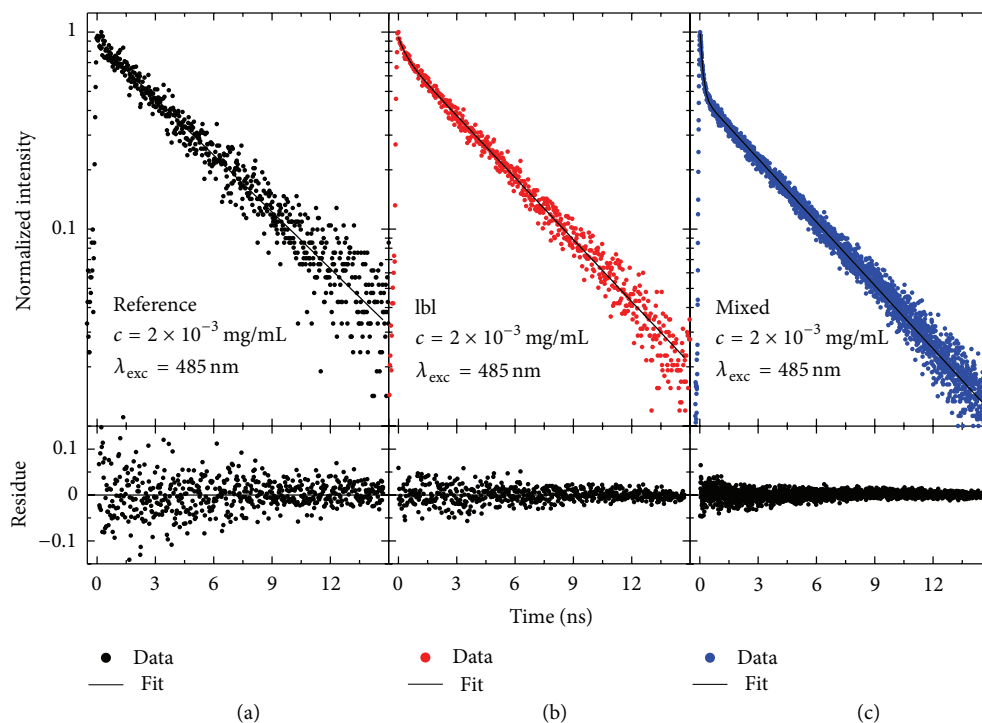 Normalized intensity
1
0.1
Reference
c = 2 × 10⁻³ mg/mL
λexc = 485 nm
lbl
c = 2 × 10⁻³ mg/mL
λexc = 485 nm
Mixed
c = 2 × 10⁻³ mg/mL
λexc = 485 nm
Residue
0.1
0
−0.1
0 3 6 9 12 0 3 6 9 12 0 3 6 9 12
Time (ns)
Data Data Data
Fit Fit Fit
(a) (b) (c)